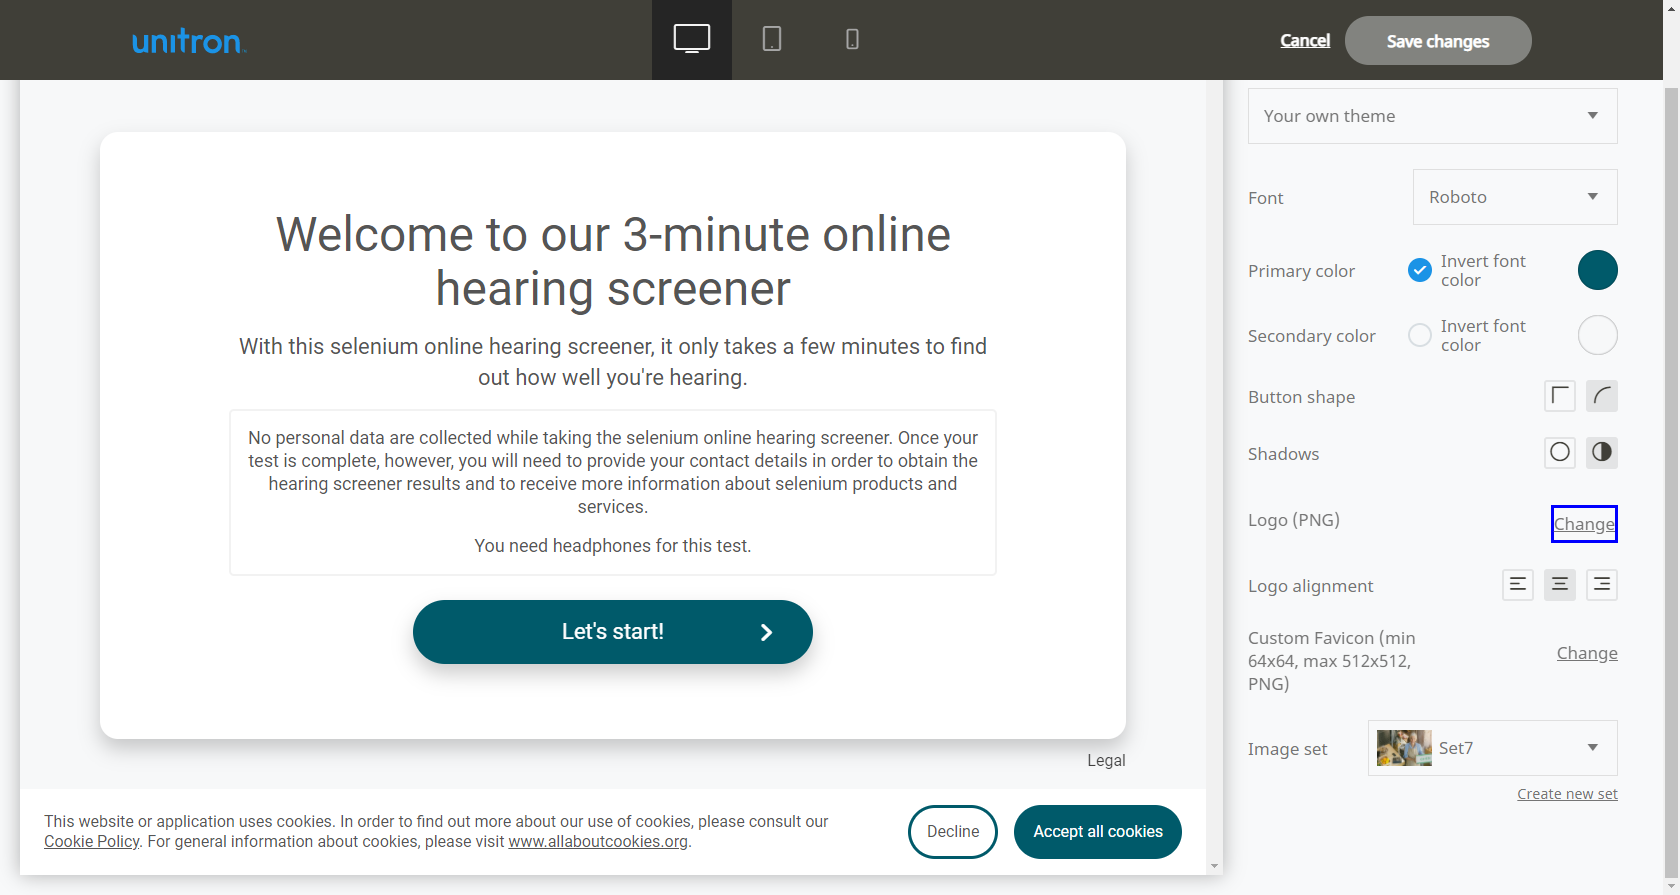 unitron
Cancel
Save changes
Your own theme
Welcome to our 3-minute online
hearing screener
With this selenium online hearing screener, it only takes a few minutes to find
out how well you're hearing.
No personal data are collected while taking the selenium online hearing screener. Once your
test is complete, however, you will need to provide your contact details in order to obtain the
hearing screener results and to receive more information about selenium products and
services.
You need headphones for this test.
Let's start!
Legal
This website or application uses cookies. In order to find out more about our use of cookies, please consult our
Cookie Policy. For general information about cookies, please visit www.allaboutcookies.org.
Decline
Accept all cookies
Font
Roboto
Primary color
Invert font
color
Secondary color
Invert font
color
Button shape
Shadows
Logo (PNG)
Change
Logo alignment
Custom Favicon (min
64x64, max 512x512,
PNG)
Change
Image set
Set7
Create new set